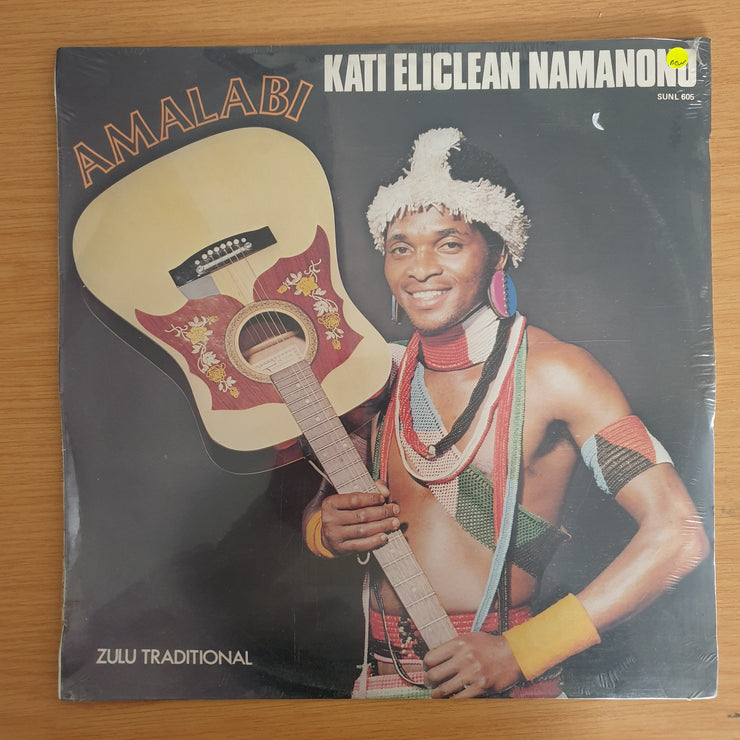 KATI ELICLEAN NAMANONO
SUNL 605
AMALABI
ZULU TRADITIONAL